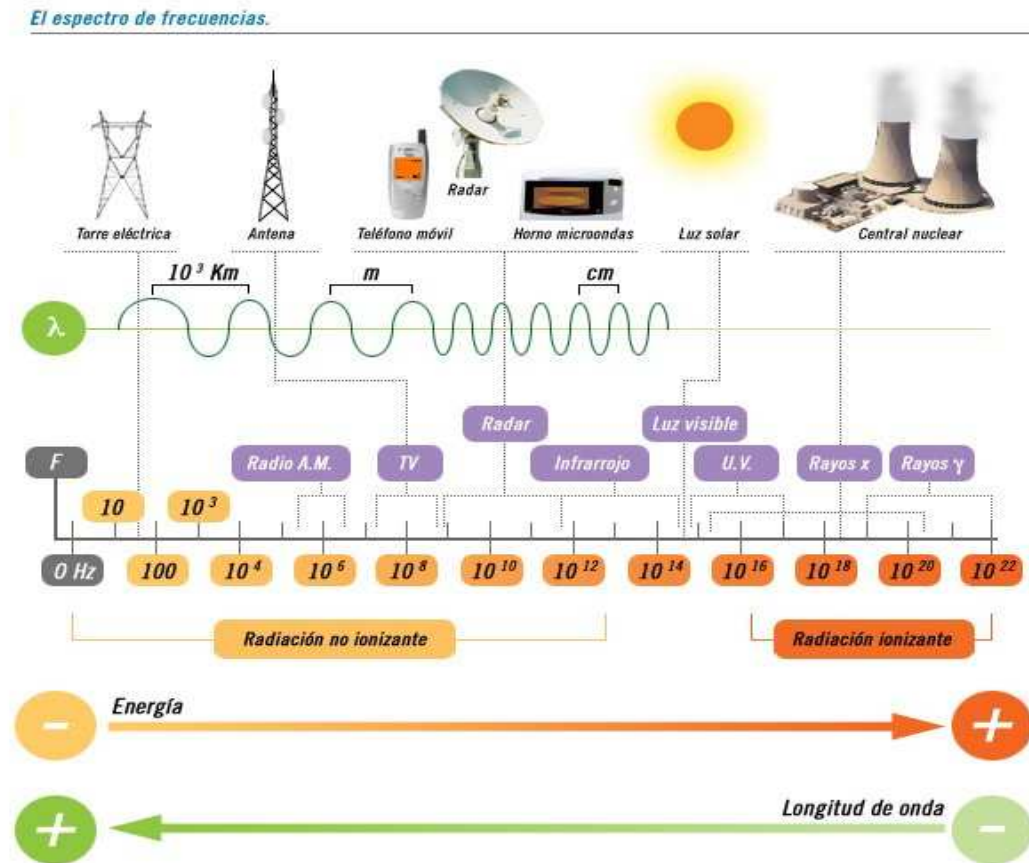 El espectro de frecuencias.
Radar
Torre eléctrica
Antena
Teléfono móvil
Horno microondas
Luz solar
Central nuclear
10³ Km
m
cm
λ
Radar
Luz visible
F
Radio A.M.
TV
Infrarrojo
U.V.
Rayos x
Rayos γ
10
10³
0 Hz
100
10⁴
10⁶
10⁸
10¹⁰
10¹²
10¹⁴
10¹⁶
10¹⁸
10²⁰
10²²
Radiación no ionizante
Radiación ionizante
Energía
-
+
Longitud de onda
+
-